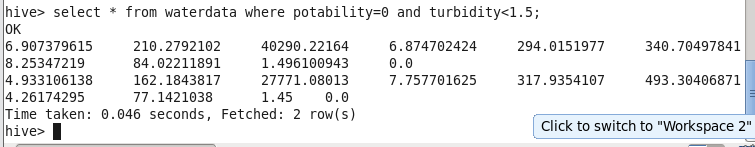 hive> select * from waterdata where potability=0 and turbidity<1.5;
OK
6.907379615 210.2792102 40290.22164 6.874702424 294.0151977 340.70497841
8.25347219 84.02211891 1.496100943 0.0
4.933106138 162.1843817 27771.08013 7.757701625 317.9354107 493.30406871
4.26174295 77.1421038 1.45 0.0
Time taken: 0.046 seconds, Fetched: 2 row(s)
hive>
Click to switch to "Workspace 2"